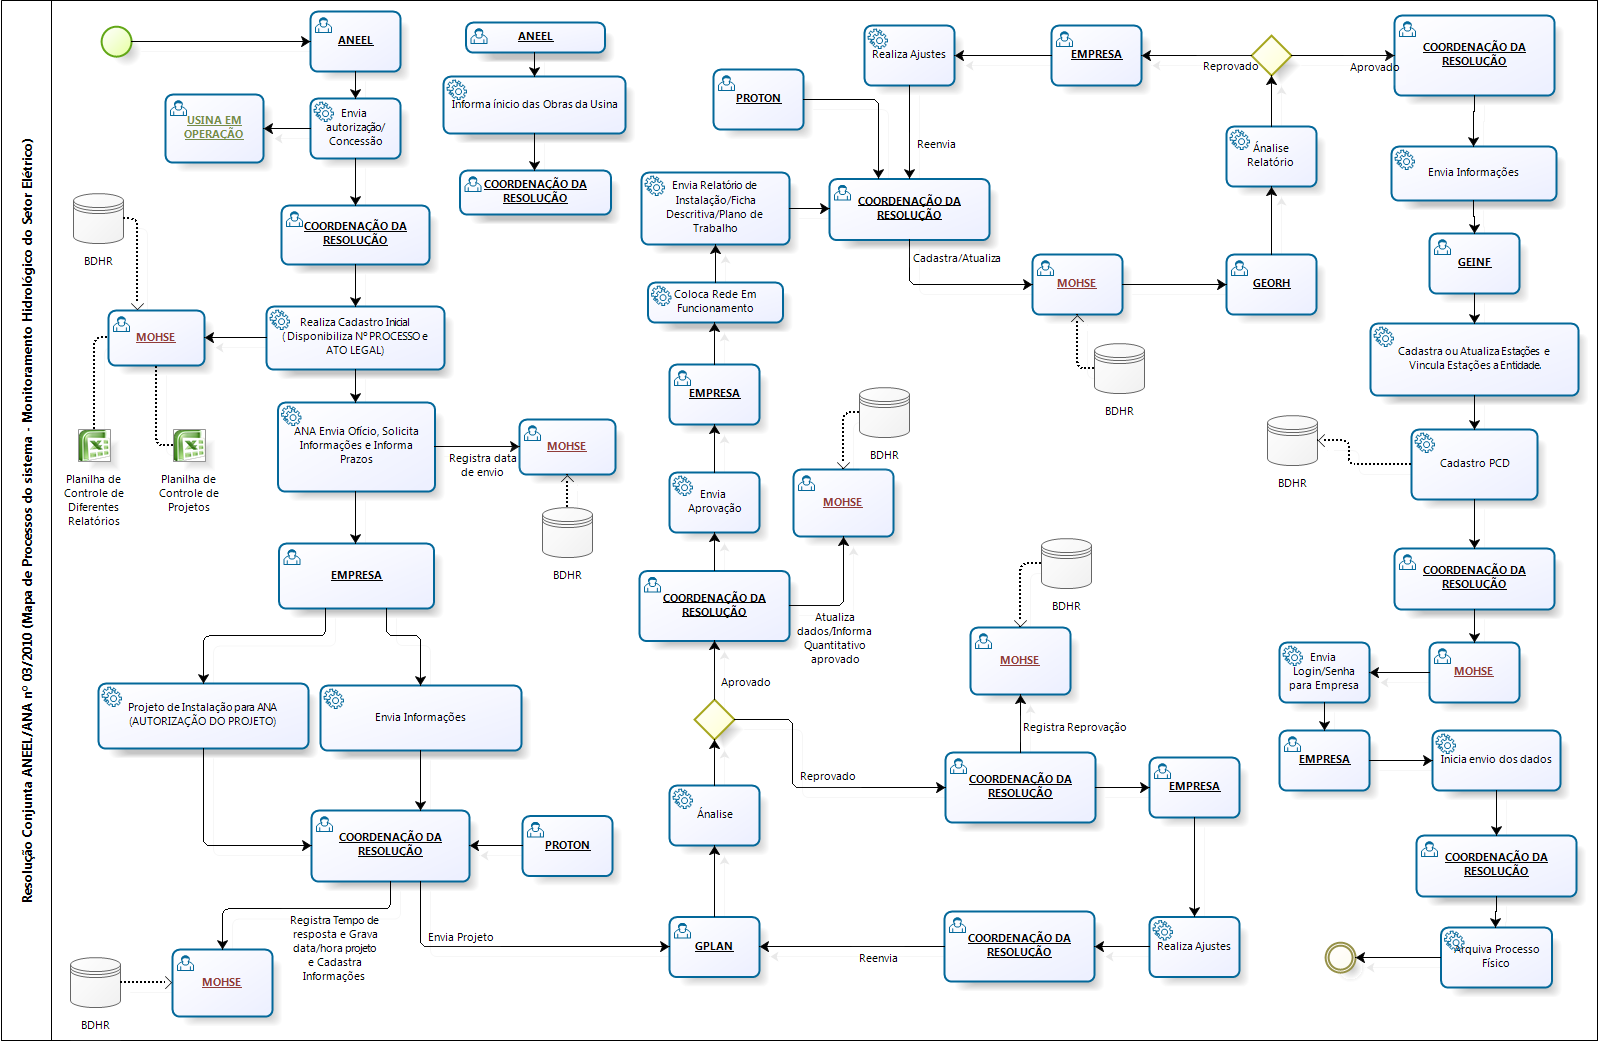 Resolução Conjunta ANEEL/ANA nº 03/2010 (Mapa de Processos do sistema - Monitoramento Hidrológico do Setor Elétrico)
ANEEL
Envia
autorização/
Concessão
USINA EM
OPERAÇÃO
COORDENAÇÃO DA
RESOLUÇÃO
BDHR
Realiza Cadastro Inicial
( Disponibiliza Nº PROCESSO e
ATO LEGAL)
MOHSE
Planilha de
Controle de
Diferentes
Relatórios
Planilha de
Controle de
Projetos
ANA Envia Ofício, Solicita
Informações e Informa
Prazos
Registra data
de envio
MOHSE
BDHR
EMPRESA
Projeto de Instalação para ANA
(AUTORIZAÇÃO DO PROJETO)
Envia Informações
COORDENAÇÃO DA
RESOLUÇÃO
PROTON
Registra Tempo de
resposta e Grava
data/hora projeto
e Cadastra
Informações
MOHSE
BDHR
Envia Projeto
ANEEL
Informa ínicio das Obras da Usina
COORDENAÇÃO DA
RESOLUÇÃO
GPLAN
Ánalise
Aprovado
Reprovado
COORDENAÇÃO DA
RESOLUÇÃO
Atualiza
dados/Informa
Quantitativo
aprovado
MOHSE
BDHR
Envia
Aprovação
EMPRESA
Coloca Rede Em
Funcionamento
Envia Relatório de
Instalação/Ficha
Descritiva/Plano de
Trabalho
COORDENAÇÃO DA
RESOLUÇÃO
Registra Reprovação
MOHSE
BDHR
EMPRESA
Realiza Ajustes
COORDENAÇÃO DA
RESOLUÇÃO
Reenvia
PROTON
COORDENAÇÃO DA
RESOLUÇÃO
Cadastra/Atualiza
MOHSE
BDHR
GEORH
Ánalise
Relatório
Reprovado
Aprovado
EMPRESA
Realiza Ajustes
Reenvia
COORDENAÇÃO DA
RESOLUÇÃO
Envia Informações
GEINF
Cadastra ou Atualiza Estações e
Vincula Estações a Entidade.
Cadastro PCD
BDHR
COORDENAÇÃO DA
RESOLUÇÃO
MOHSE
Envia
Login/Senha
para Empresa
EMPRESA
Inicia envio dos dados
COORDENAÇÃO DA
RESOLUÇÃO
Arquiva Processo
Físico